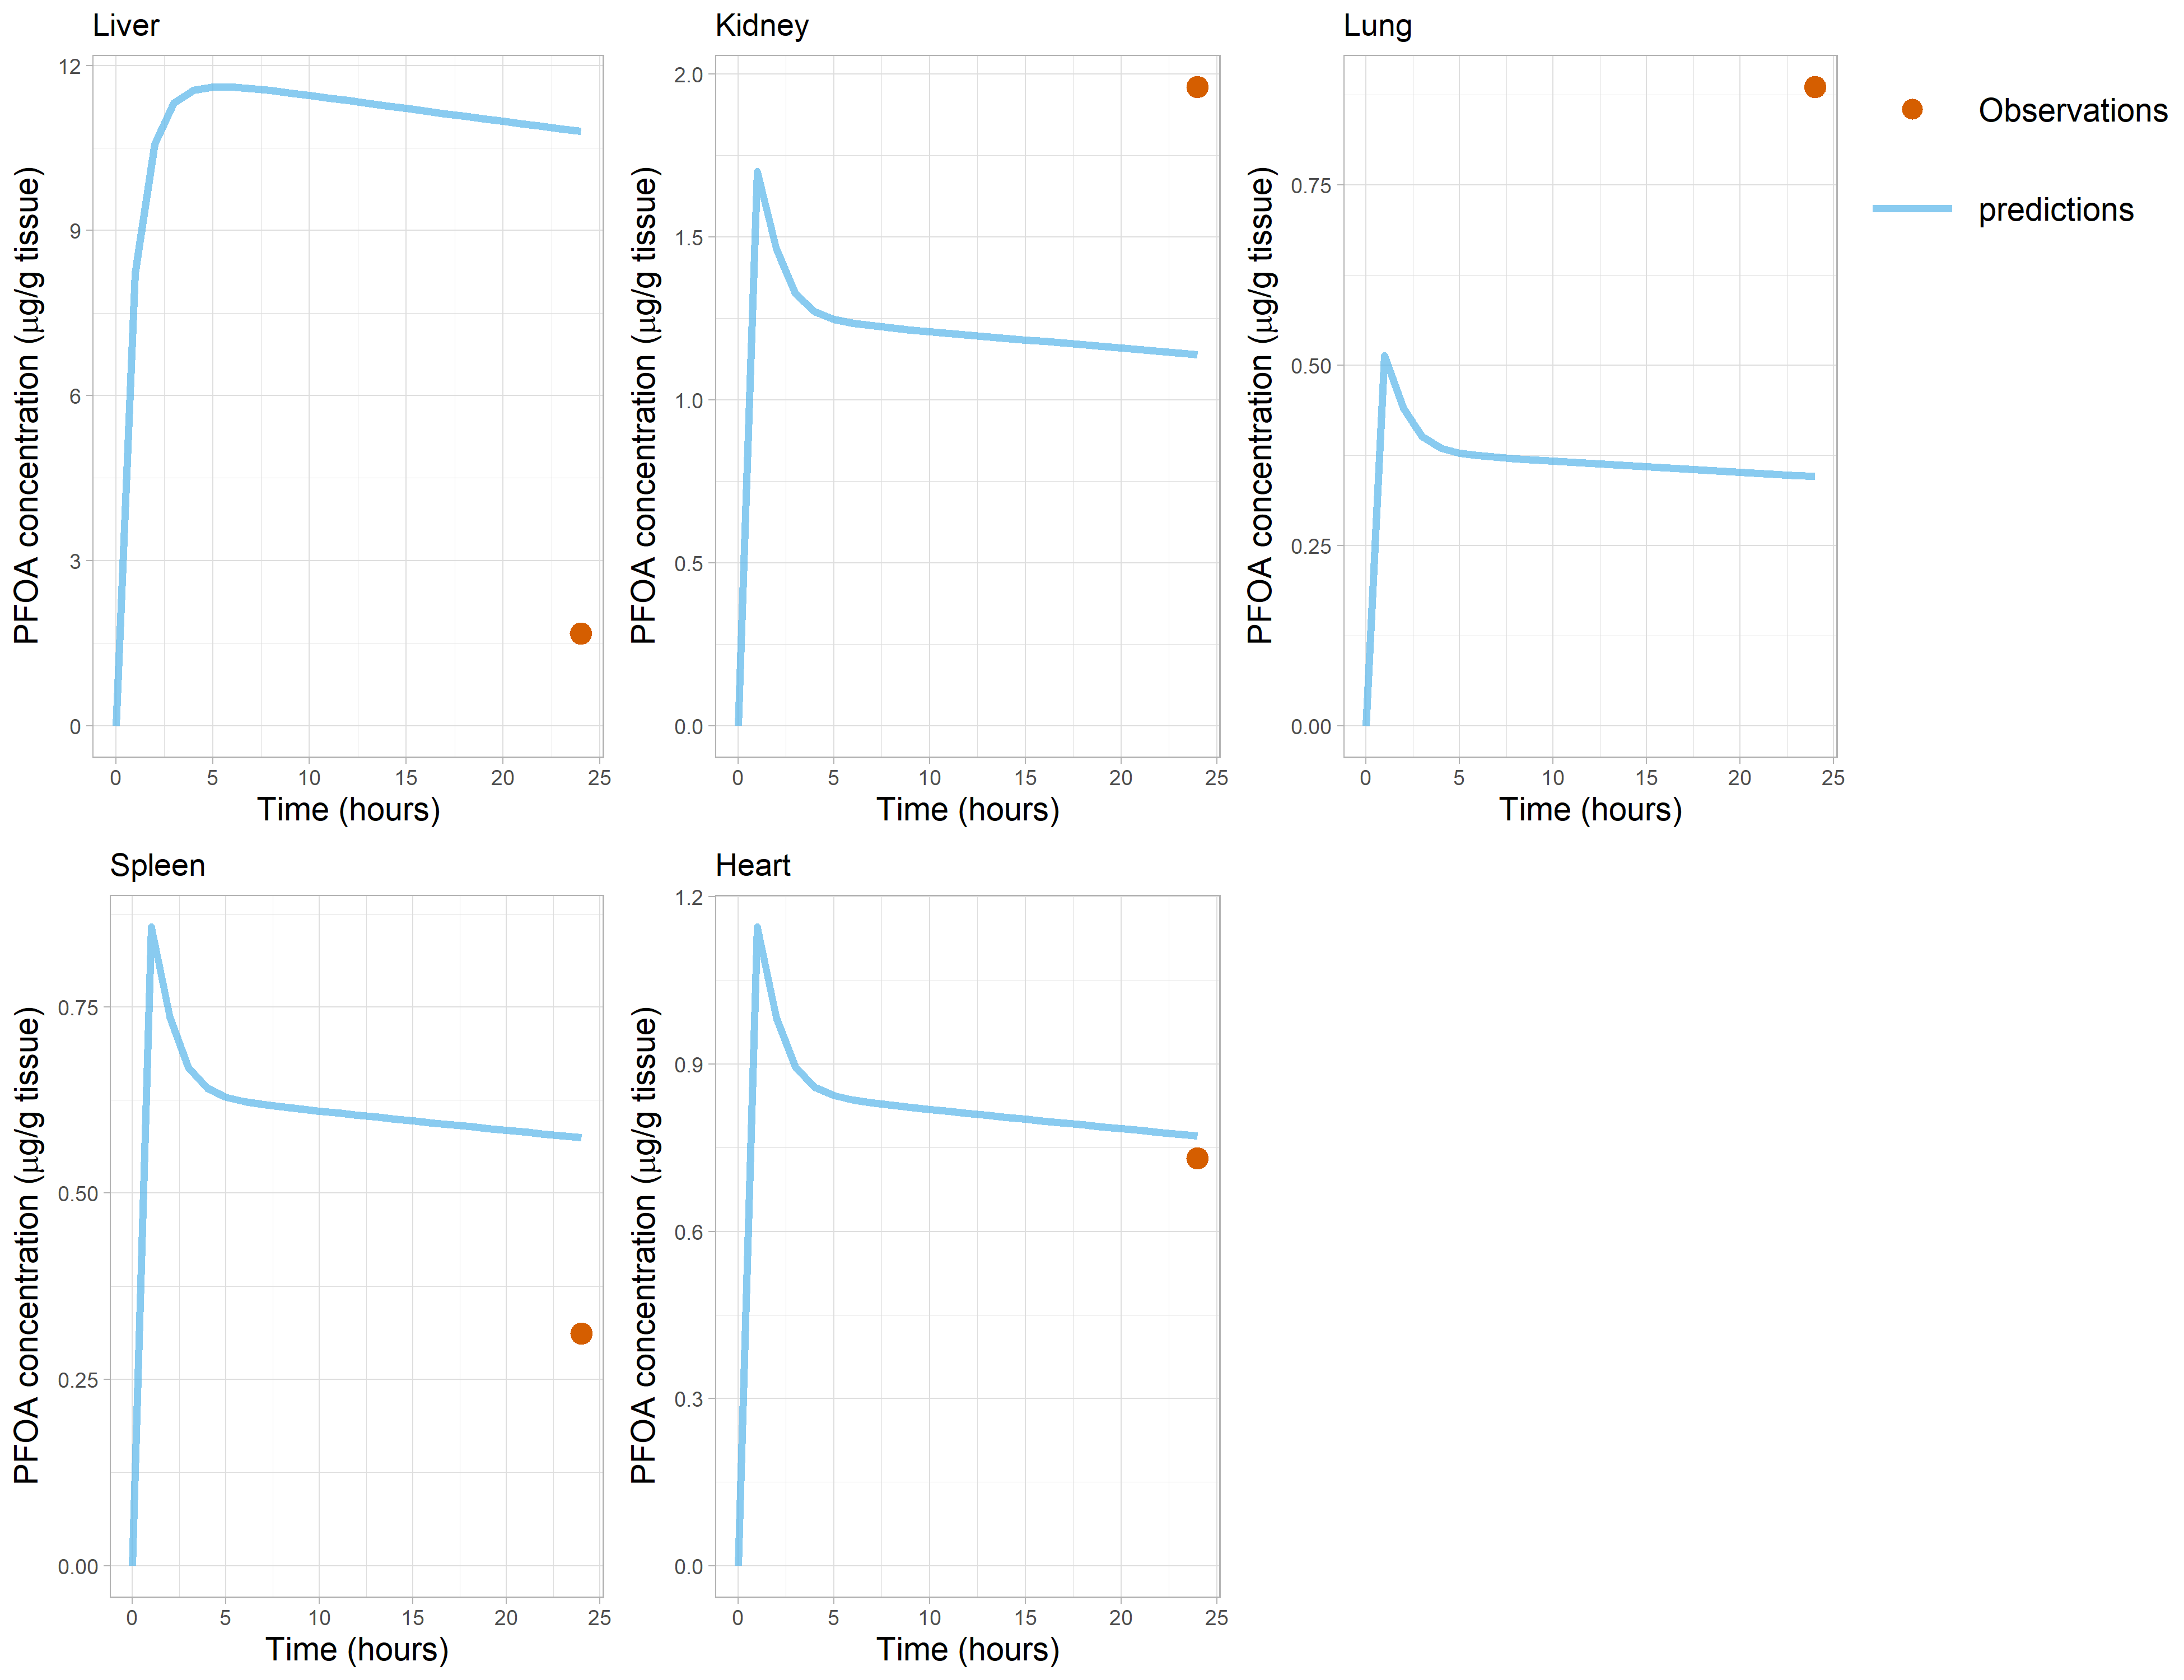 Liver
PFOA concentration (μg/g tissue)
12
9
6
3
0
0 5 10 15 20 25
Time (hours)
Kidney
PFOA concentration (μg/g tissue)
2.0
1.5
1.0
0.5
0.0
0 5 10 15 20 25
Time (hours)
Lung
PFOA concentration (μg/g tissue)
0.75
0.50
0.25
0.00
0 5 10 15 20 25
Time (hours)
Observations
predictions
Spleen
PFOA concentration (μg/g tissue)
0.75
0.50
0.25
0.00
0 5 10 15 20 25
Time (hours)
Heart
PFOA concentration (μg/g tissue)
1.2
0.9
0.6
0.3
0.0
0 5 10 15 20 25
Time (hours)